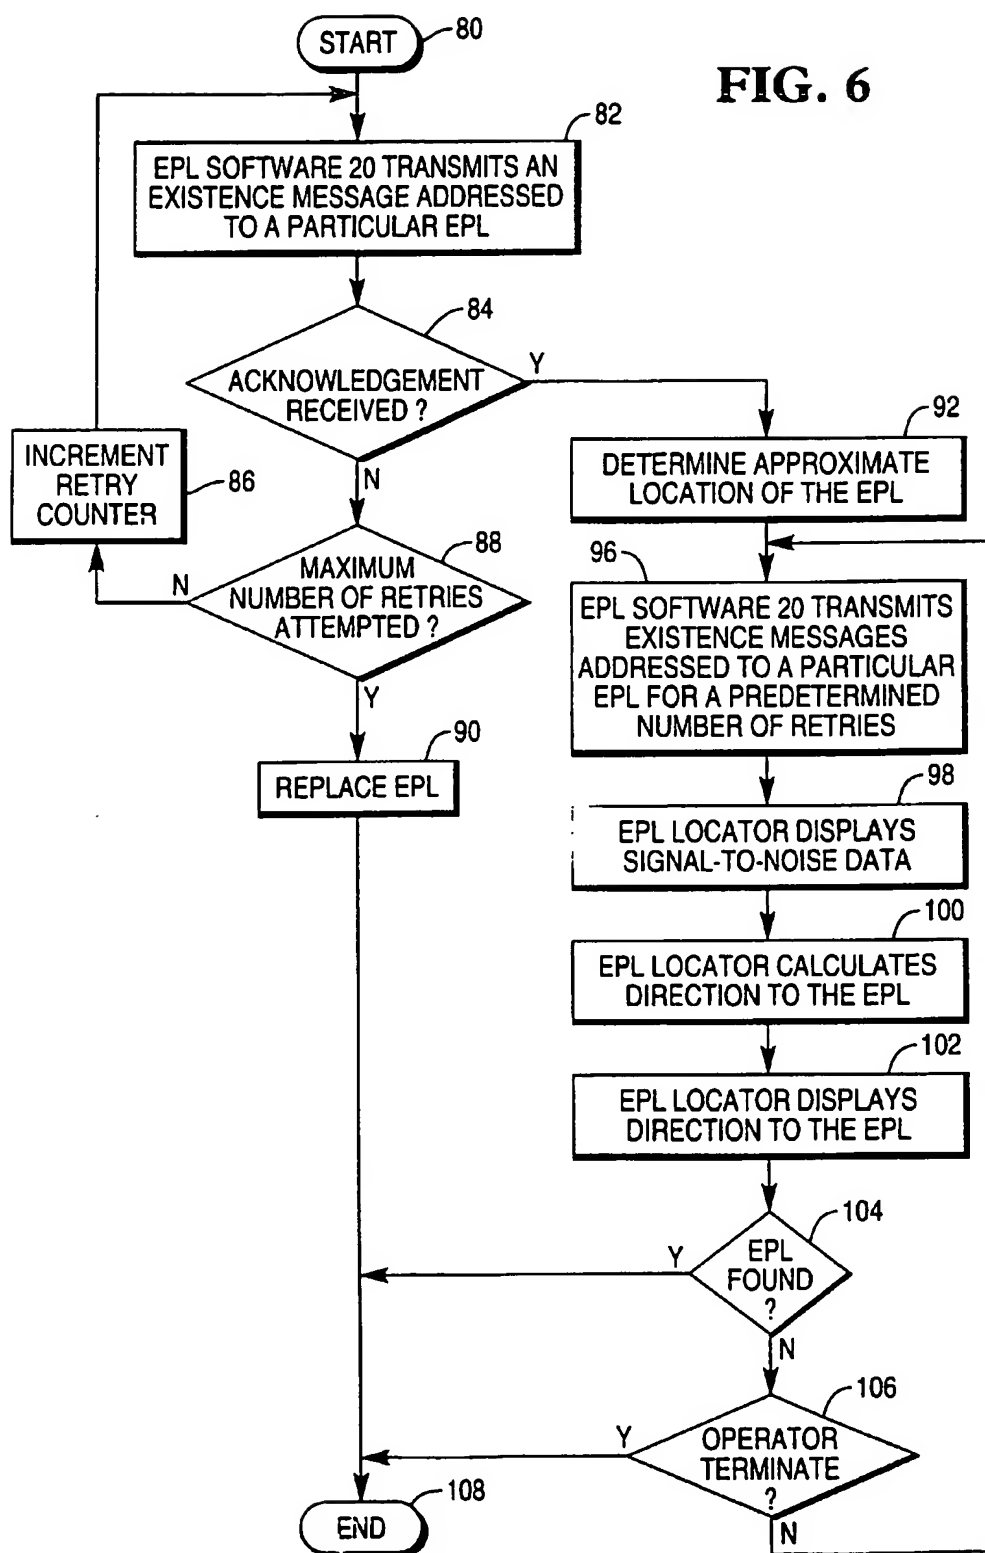 START
80
FIG. 6
82
EPL SOFTWARE 20 TRANSMITS AN
EXISTENCE MESSAGE ADDRESSED
TO A PARTICULAR EPL
84
ACKNOWLEDGEMENT
RECEIVED ?
Y
N
INCREMENT
RETRY
COUNTER
86
88
MAXIMUM
NUMBER OF RETRIES
ATTEMPTED ?
N
Y
90
REPLACE EPL
92
DETERMINE APPROXIMATE
LOCATION OF THE EPL
96
EPL SOFTWARE 20 TRANSMITS
EXISTENCE MESSAGES
ADDRESSED TO A PARTICULAR
EPL FOR A PREDETERMINED
NUMBER OF RETRIES
98
EPL LOCATOR DISPLAYS
SIGNAL-TO-NOISE DATA
100
EPL LOCATOR CALCULATES
DIRECTION TO THE EPL
102
EPL LOCATOR DISPLAYS
DIRECTION TO THE EPL
104
EPL
FOUND
?
Y
N
106
OPERATOR
TERMINATE
?
Y
N
108
END